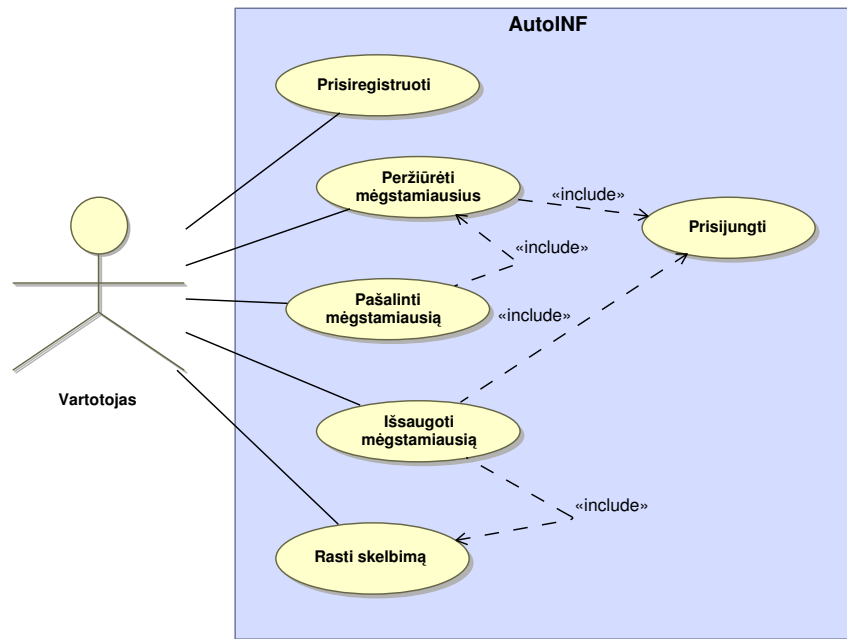 AutoINF
Prisiregistruoti
Peržiūrėti
mėgstamiausius
«include»
Prisijungti
«include»
Pašalinti
mėgstamiausią
«include»
Vartotojas
Išsaugoti
mėgstamiausią
«include»
Rasti skelbimą